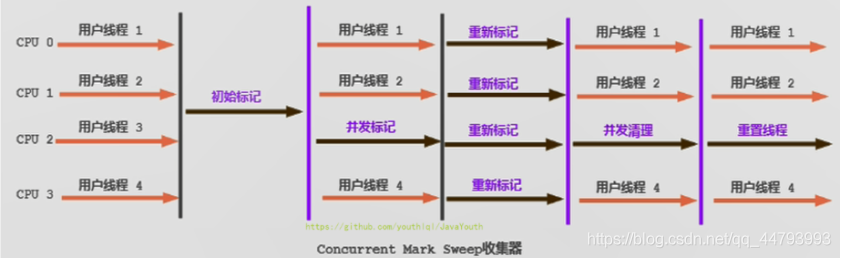 CPU 0 用户线程 1 用户线程 1 重新标记 用户线程 1 用户线程 1
CPU 1 用户线程 2 初始标记 用户线程 2 重新标记 用户线程 2 用户线程 2
CPU 2 用户线程 3 并发标记 重新标记 并发清理 重置线程
CPU 3 用户线程 4 用户线程 4 重新标记 用户线程 4 用户线程 4
https://github.com/youthlql/JavaYouth
Concurrent Mark Sweep收集器
https://blog.csdn.net/qq_44793993